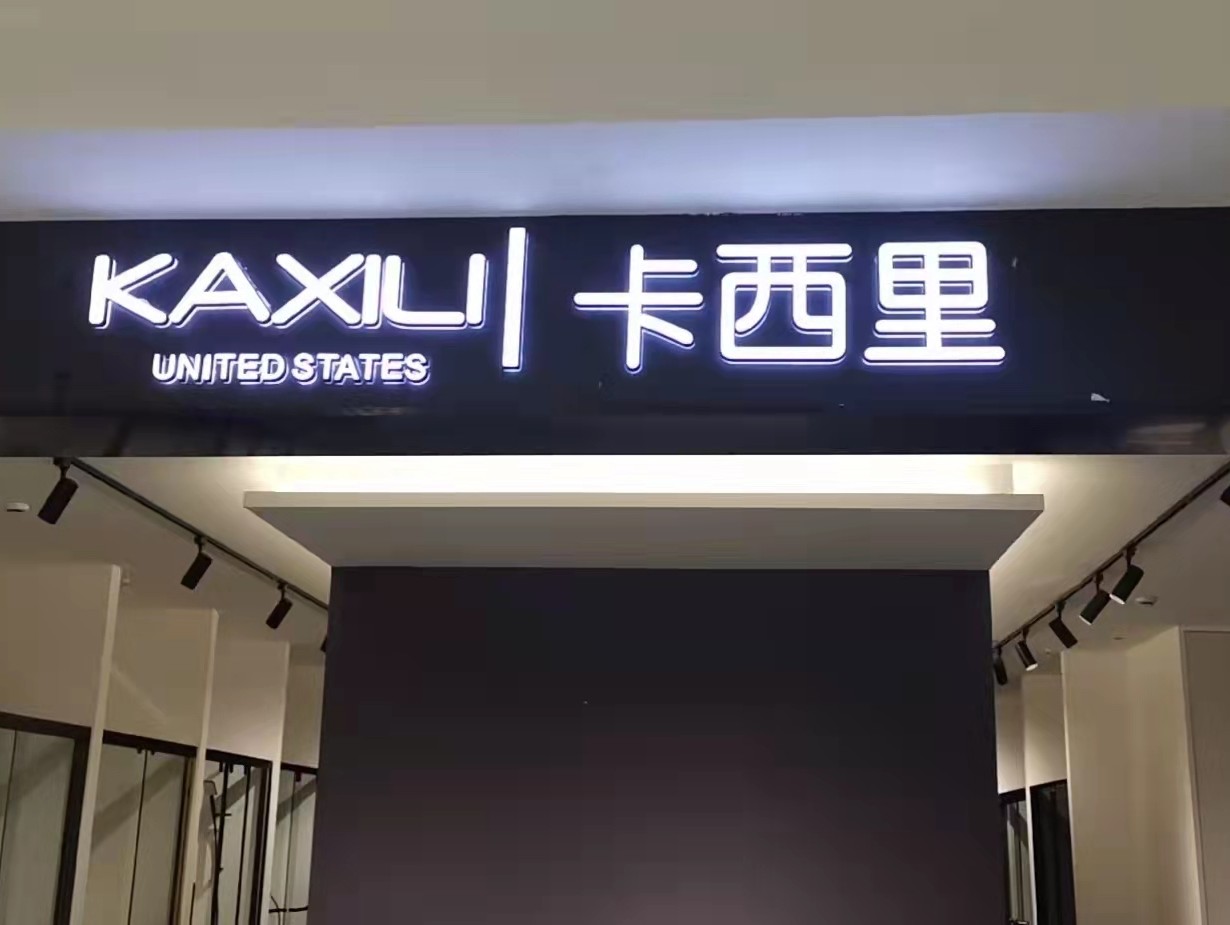 KAXILI | 卡西里
UNITED STATES